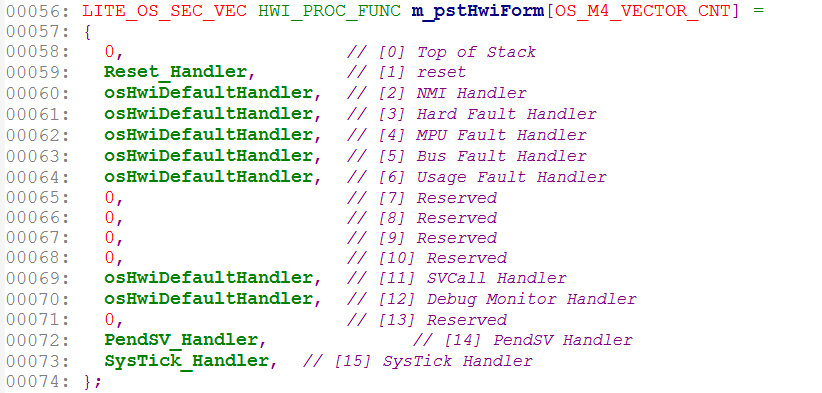 00056: LITE_OS_SEC_VEC HWI_PROC_FUNC m_pstHwiForm[OS_M4_VECTOR_CNT] =
00057: {
00058: 0, // [0] Top of Stack
00059: Reset_Handler, // [1] reset
00060: osHwiDefaultHandler, // [2] NMI Handler
00061: osHwiDefaultHandler, // [3] Hard Fault Handler
00062: osHwiDefaultHandler, // [4] MPU Fault Handler
00063: osHwiDefaultHandler, // [5] Bus Fault Handler
00064: osHwiDefaultHandler, // [6] Usage Fault Handler
00065: 0, // [7] Reserved
00066: 0, // [8] Reserved
00067: 0, // [9] Reserved
00068: 0, // [10] Reserved
00069: osHwiDefaultHandler, // [11] SVCall Handler
00070: osHwiDefaultHandler, // [12] Debug Monitor Handler
00071: 0, // [13] Reserved
00072: PendSV_Handler, // [14] PendSV Handler
00073: SysTick_Handler, // [15] SysTick Handler
00074: };